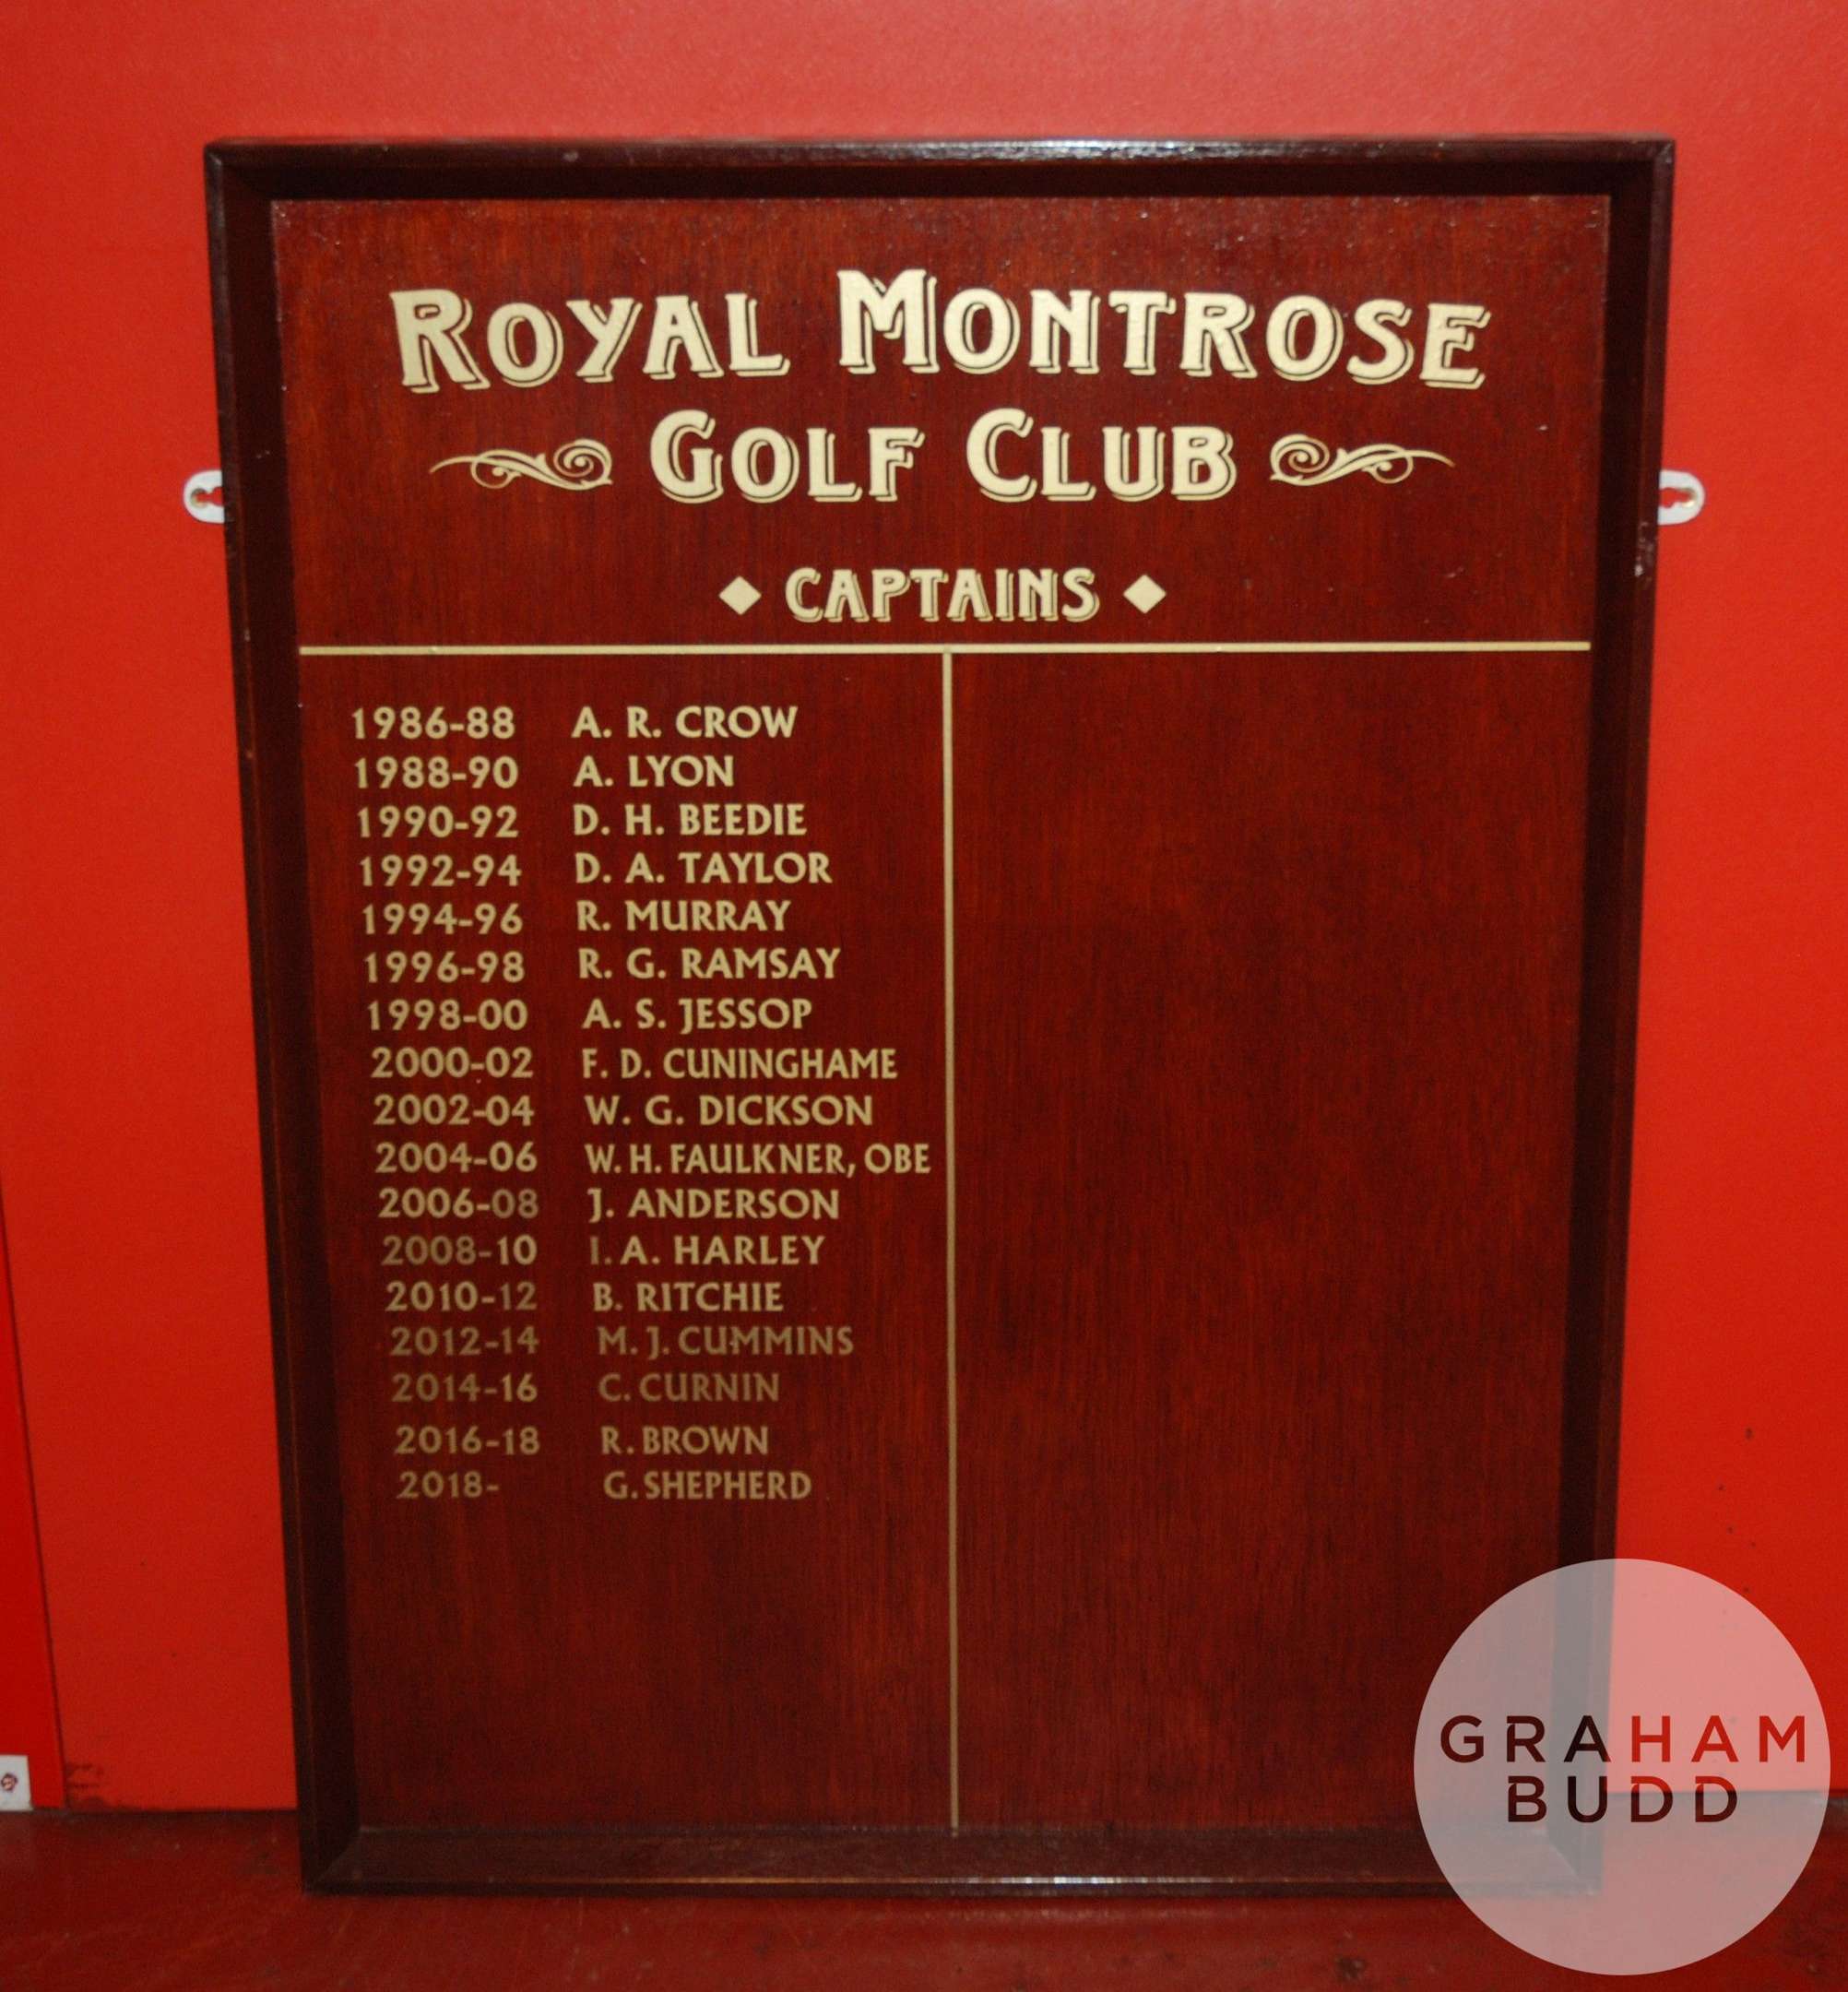 ROYAL MONTROSE
GOLF CLUB
CAPTAINS
1986-88 A. R. CROW
1988-90 A. LYON
1990-92 D. H. BEEDIE
1992-94 D. A. TAYLOR
1994-96 R. MURRAY
1996-98 R. G. RAMSAY
1998-00 A. S. JESSOP
2000-02 F. D. CUNINGHAME
2002-04 W. G. DICKSON
2004-06 W. H. FAULKNER, OBE
2006-08 J. ANDERSON
2008-10 I. A. HARLEY
2010-12 B. RITCHIE
2012-14 M. J. CUMMINS
2014-16 C. CURNIN
2016-18 R. BROWN
2018- G. SHEPHERD
GRAHAM
BUDD